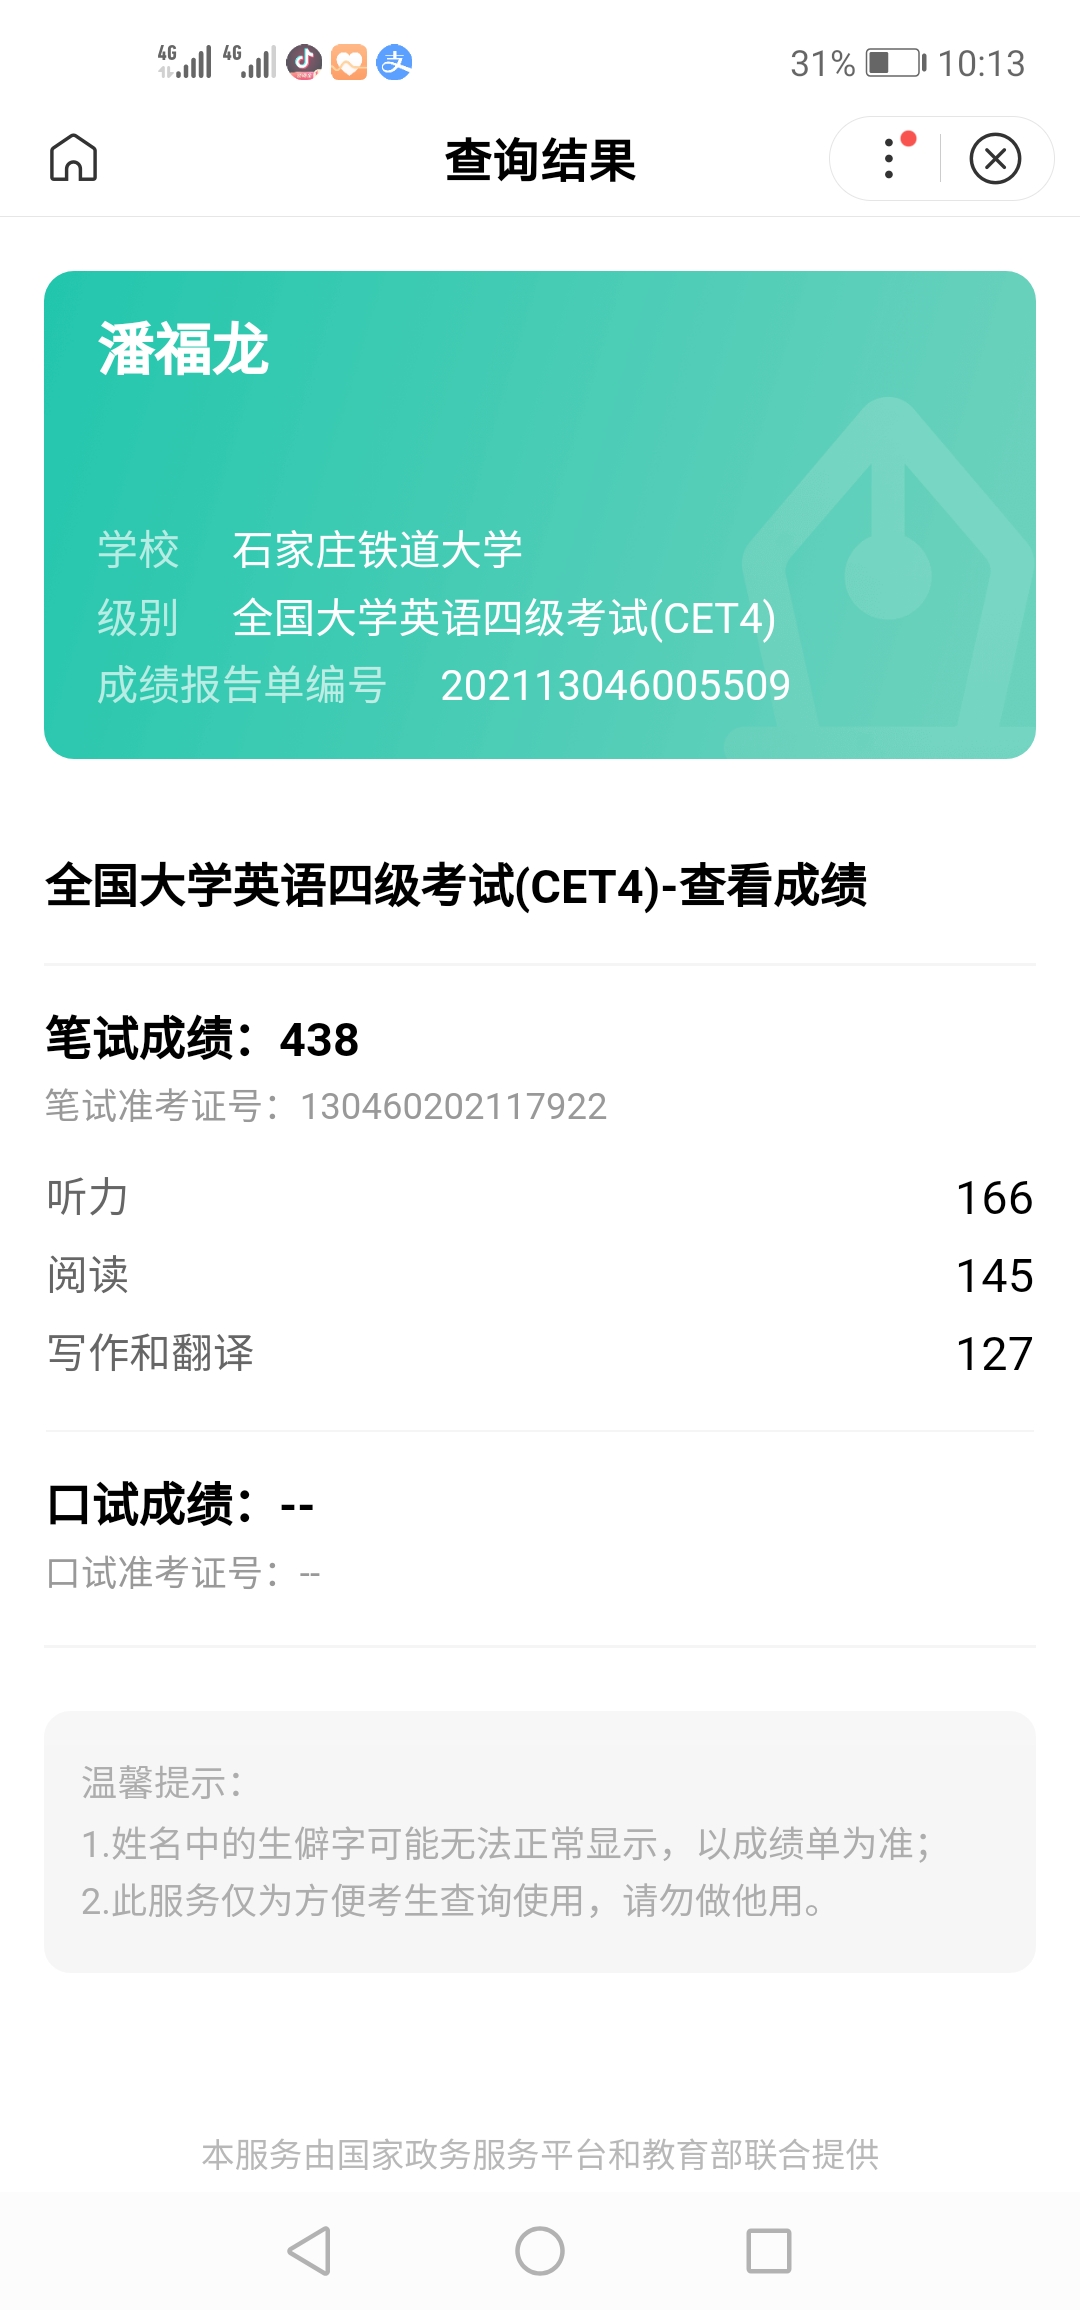 4G 4G 31% 10:13
查询结果
潘福龙
学校 石家庄铁道大学
级别 全国大学英语四级考试(CET4)
成绩报告单编号 202113046005509
全国大学英语四级考试(CET4)-查看成绩
笔试成绩：438
笔试准考证号：130460202117922
听力 166
阅读 145
写作和翻译 127
口试成绩：--
口试准考证号：--
温馨提示：
1.姓名中的生僻字可能无法正常显示，以成绩单为准；
2.此服务仅为方便考生查询使用，请勿做他用。
本服务由国家政务服务平台和教育部联合提供